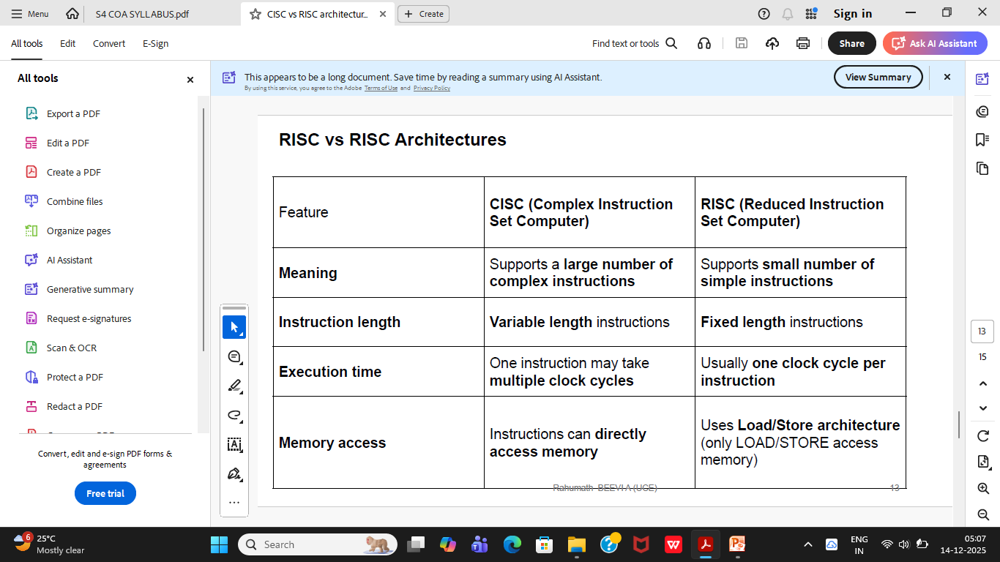 Menu
S4 COA SYLLABUS.pdf
CISC vs RISC architectur...
Create
Sign in
All tools
Edit
Convert
E-Sign
Find text or tools
Share
Ask AI Assistant
All tools
Export a PDF
Edit a PDF
Create a PDF
Combine files
Organize pages
AI Assistant
Generative summary
Request e-signatures
Scan & OCR
Protect a PDF
Redact a PDF
Convert, edit and e-sign PDF forms &
agreements
Free trial
This appears to be a long document. Save time by reading a summary using AI Assistant.
By using this service, you agree to the Adobe Terms of Use and Privacy Policy
View Summary
RISC vs RISC Architectures
Feature
CISC (Complex Instruction
Set Computer)
RISC (Reduced Instruction
Set Computer)
Meaning
Supports a large number of
complex instructions
Supports small number of
simple instructions
Instruction length
Variable length instructions
Fixed length instructions
Execution time
One instruction may take
multiple clock cycles
Usually one clock cycle per
instruction
Memory access
Instructions can directly
access memory
Uses Load/Store architecture
(only LOAD/STORE access
memory)
Rahumath BEEVI A (UCE)
13
13
15
6
25°C
Mostly clear
Search
ENG
IN
05:07
14-12-2025